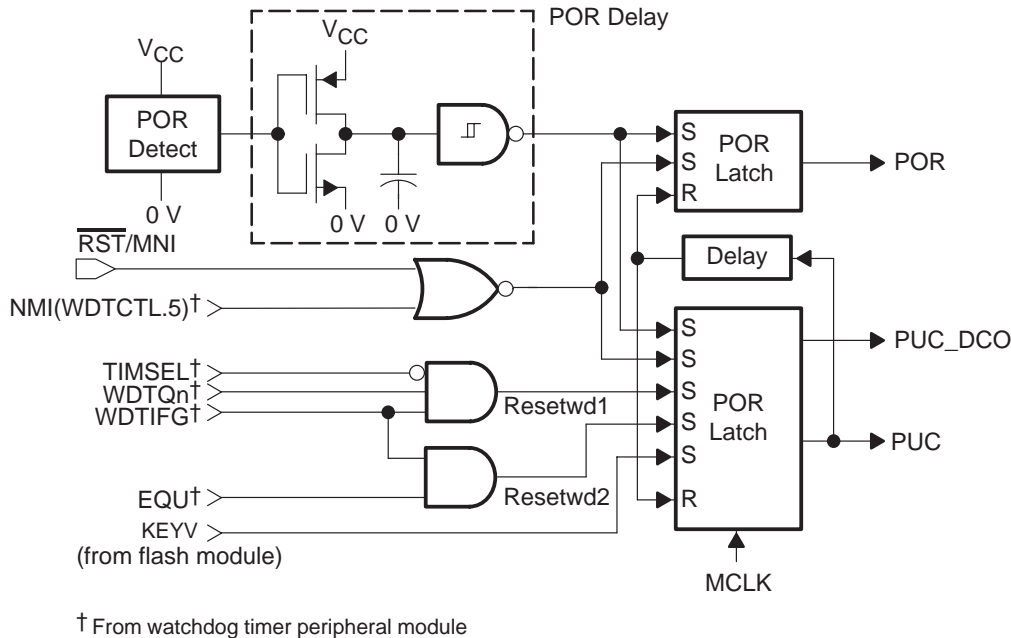 POR Delay
VCC
VCC
POR
Detect
0 V
0 V
0 V
S
S
R
POR
Latch
POR
RST/MNI
Delay
NMI(WDTCTL.5)†
S
S
S
S
S
R
POR
Latch
PUC_DCO
PUC
TIMSEL†
WDTQn†
WDTIFG†
Resetwd1
EQU†
Resetwd2
KEYV
(from flash module)
MCLK
† From watchdog timer peripheral module